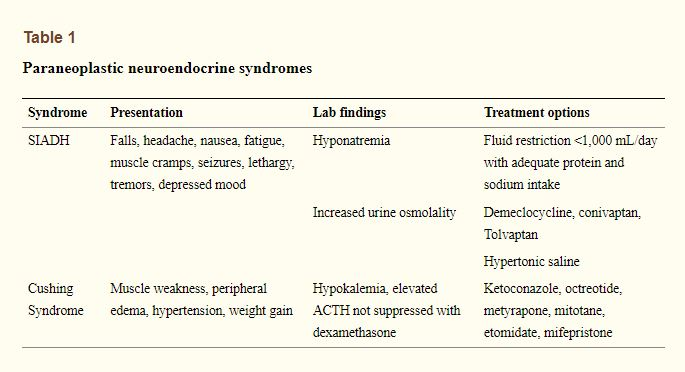 Table 1
Paraneoplastic neuroendocrine syndromes
Syndrome Presentation Lab findings Treatment options
SIADH Falls, headache, nausea, fatigue, Hyponatremia Fluid restriction <1,000 mL/day
muscle cramps, seizures, lethargy, with adequate protein and
tremors, depressed mood sodium intake
Increased urine osmolality Demeclocycline, conivaptan,
Tolvaptan
Hypertonic saline
Cushing Muscle weakness, peripheral Hypokalemia, elevated Ketoconazole, octreotide,
Syndrome edema, hypertension, weight gain ACTH not suppressed with metyrapone, mitotane,
dexamethasone etomidate, mifepristone